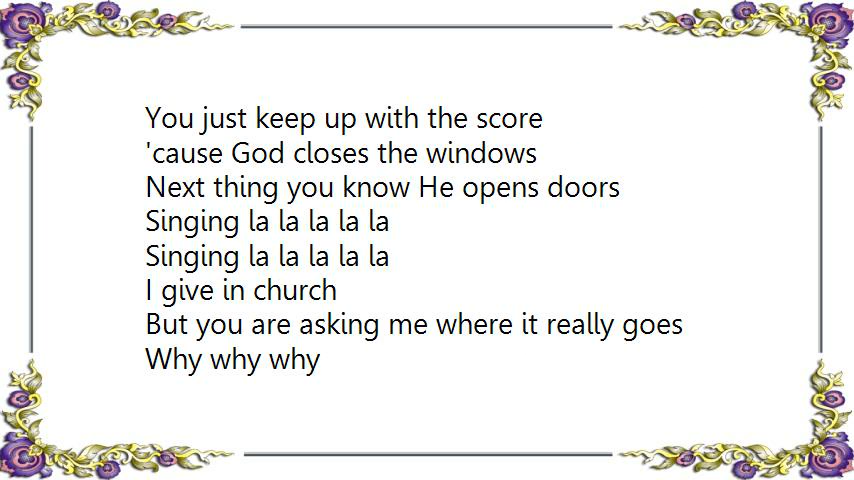 You just keep up with the score
'cause God closes the windows
Next thing you know He opens doors
Singing la la la la la
Singing la la la la la
I give in church
But you are asking me where it really goes
Why why why